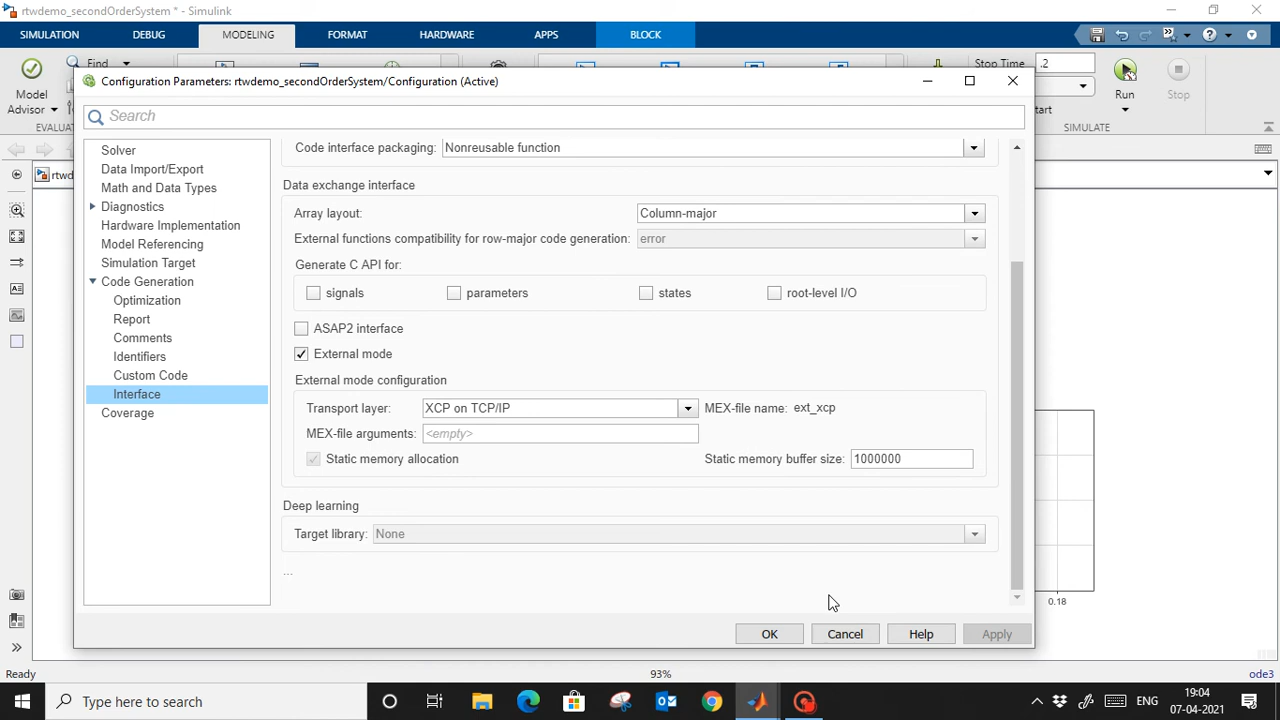 rtwdemo_secondOrderSystem * - Simulink
SIMULATION DEBUG MODELING FORMAT HARDWARE APPS BLOCK
Find
Stop Time .2
Model
Advisor
Run
Stop
EVALUA
SIMULATE
Configuration Parameters: rtwdemo_secondOrderSystem/Configuration (Active)
Search
Solver
Data Import/Export
Math and Data Types
Diagnostics
Hardware Implementation
Model Referencing
Simulation Target
Code Generation
Optimization
Report
Comments
Identifiers
Custom Code
Interface
Coverage
Code interface packaging: Nonreusable function
Data exchange interface
Array layout: Column-major
External functions compatibility for row-major code generation: error
Generate C API for:
signals parameters states root-level I/O
ASAP2 interface
External mode
External mode configuration
Transport layer: XCP on TCP/IP MEX-file name: ext_xcp
MEX-file arguments: <empty>
Static memory allocation Static memory buffer size: 1000000
Deep learning
Target library: None
...
OK Cancel Help Apply
rtwd
tart
0.18
Ready 93% ode3
Type here to search
ENG
19:04
07-04-2021